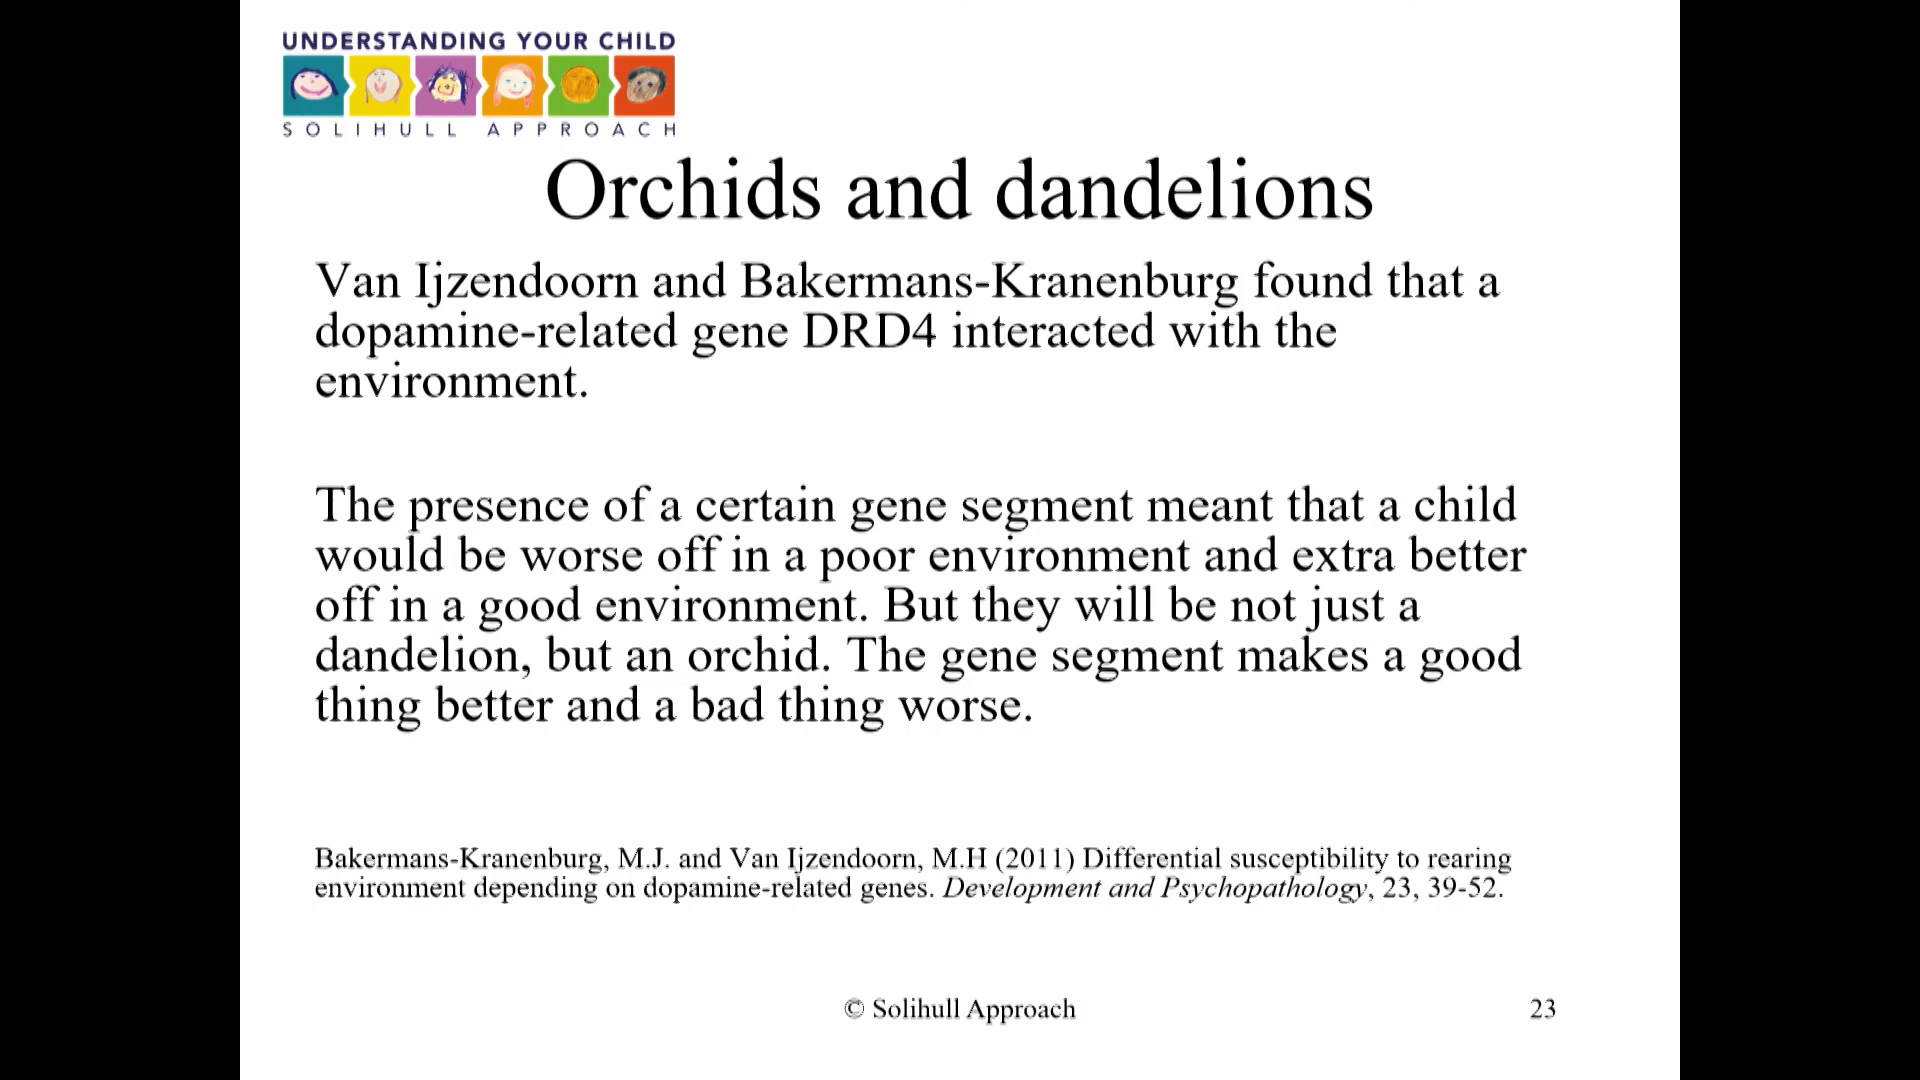 UNDERSTANDING YOUR CHILD
SOLIHULL APPROACH
Orchids and dandelions
Van Ijzendoorn and Bakermans-Kranenburg found that a
dopamine-related gene DRD4 interacted with the
environment.
The presence of a certain gene segment meant that a child
would be worse off in a poor environment and extra better
off in a good environment. But they will be not just a
dandelion, but an orchid. The gene segment makes a good
thing better and a bad thing worse.
Bakermans-Kranenburg, M.J. and Van Ijzendoorn, M.H (2011) Differential susceptibility to rearing
environment depending on dopamine-related genes. Development and Psychopathology, 23, 39-52.
© Solihull Approach
23